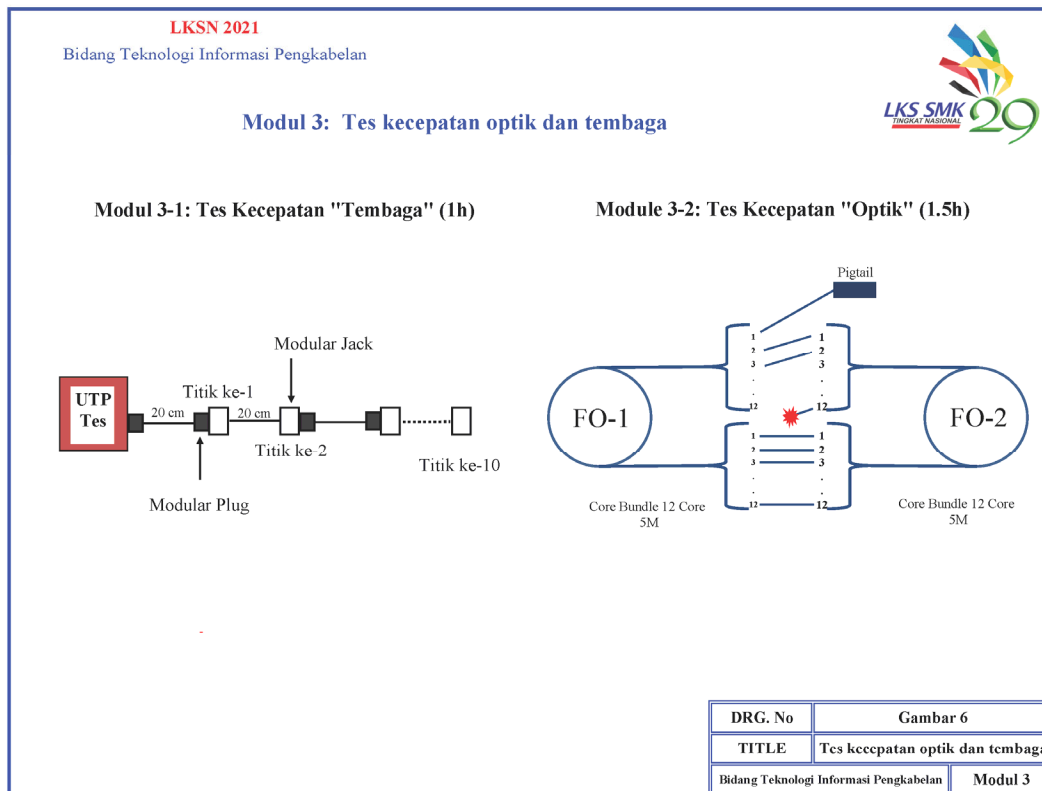 LKSN 2021
Bidang Teknologi Informasi Pengkabelan
LKS SMK
TINGKAT NASIONAL
29
Modul 3: Tes kecepatan optik dan tembaga
Modul 3-1: Tes Kecepatan "Tembaga" (1h)
UTP
Tes
20 cm
Titik ke-1
20 cm
Modular Jack
Titik ke-2
Titik ke-10
Modular Plug
Module 3-2: Tes Kecepatan "Optik" (1.5h)
Pigtail
FO-1
1 1
2 2
3 3
. .
. .
12 12
1 1
2 2
3 3
. .
. .
12 12
FO-2
Core Bundle 12 Core
5M
Core Bundle 12 Core
5M
DRG. No Gambar 6
TITLE Tes kecepatan optik dan tembaga
Bidang Teknologi Informasi Pengkabelan Modul 3